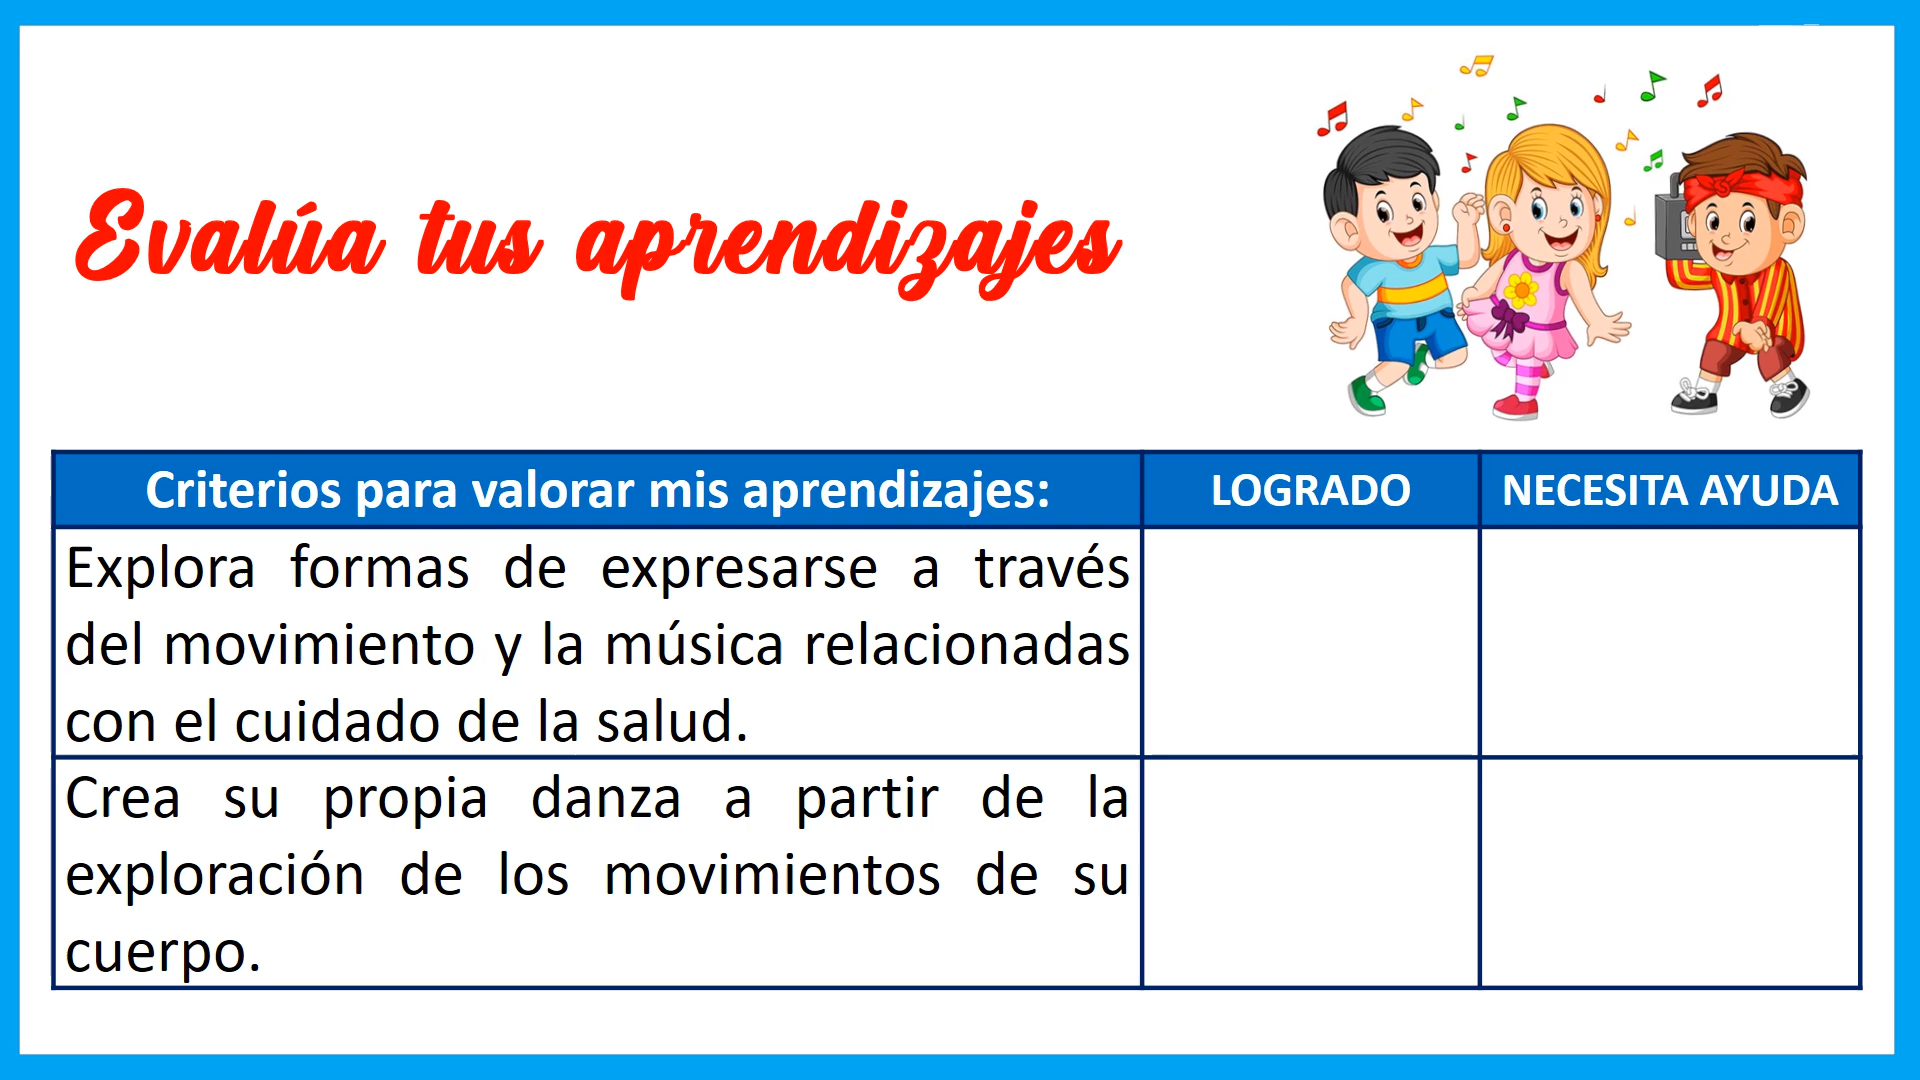 Evalúa tus aprendizajes
Criterios para valorar mis aprendizajes:
LOGRADO
NECESITA AYUDA
Explora formas de expresarse a través
del movimiento y la música relacionadas
con el cuidado de la salud.
Crea su propia danza a partir de la
exploración de los movimientos de su
cuerpo.